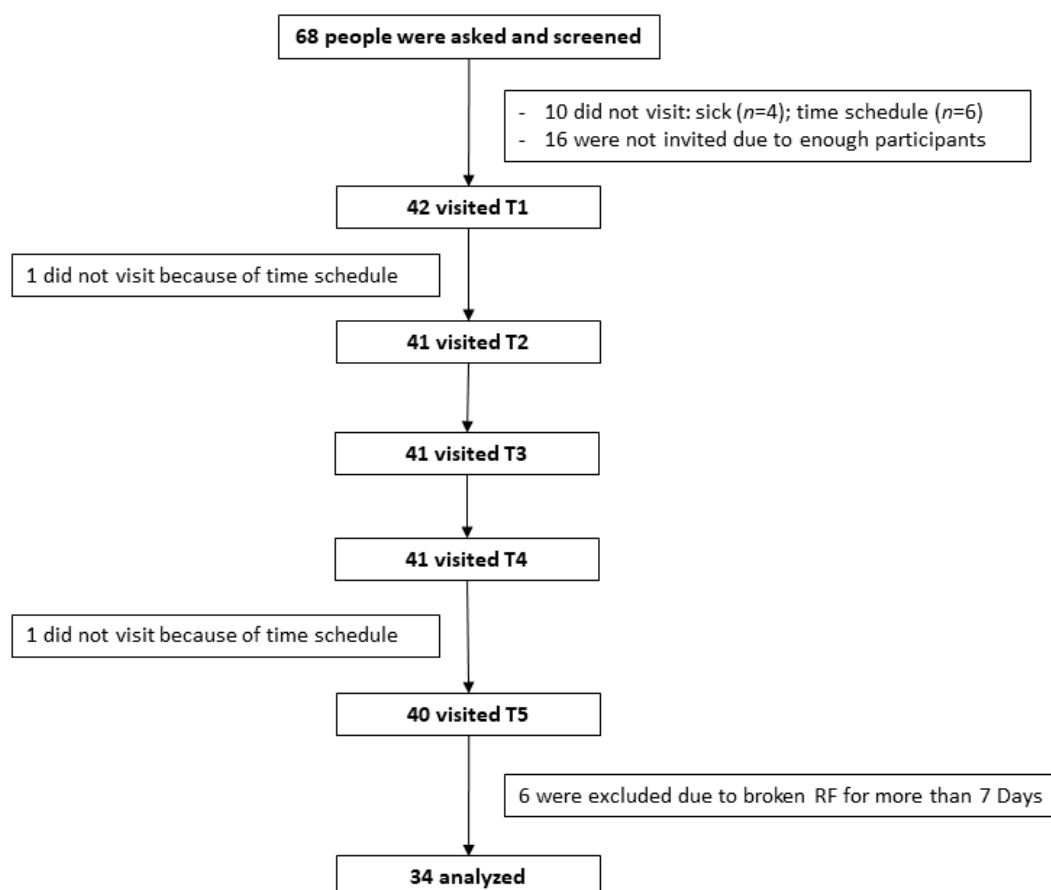 68 people were asked and screened
- 10 did not visit: sick (n=4); time schedule (n=6)
- 16 were not invited due to enough participants
42 visited T1
1 did not visit because of time schedule
41 visited T2
41 visited T3
41 visited T4
1 did not visit because of time schedule
40 visited T5
6 were excluded due to broken RF for more than 7 Days
34 analyzed